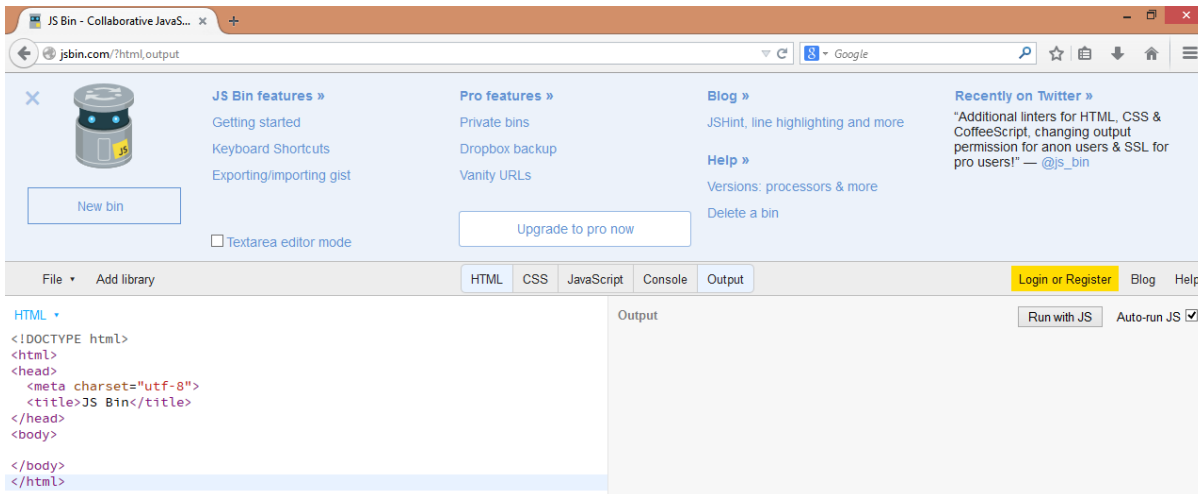 JS Bin - Collaborative JavaS... × +
jsbin.com/?html,output
8 Google
JS Bin features »
Getting started
Keyboard Shortcuts
Exporting/importing gist
Textarea editor mode
JS
New bin
Pro features »
Private bins
Dropbox backup
Vanity URLs
Upgrade to pro now
Blog »
JSHint, line highlighting and more
Help »
Versions: processors & more
Delete a bin
Recently on Twitter »
“Additional linters for HTML, CSS &
CoffeeScript, changing output
permission for anon users & SSL for
pro users!” — @js_bin
File Add library HTML CSS JavaScript Console Output Login or Register Blog Help
HTML
<!DOCTYPE html>
<html>
<head>
<meta charset="utf-8">
<title>JS Bin</title>
</head>
<body>
</body>
</html>
Output Run with JS Auto-run JS